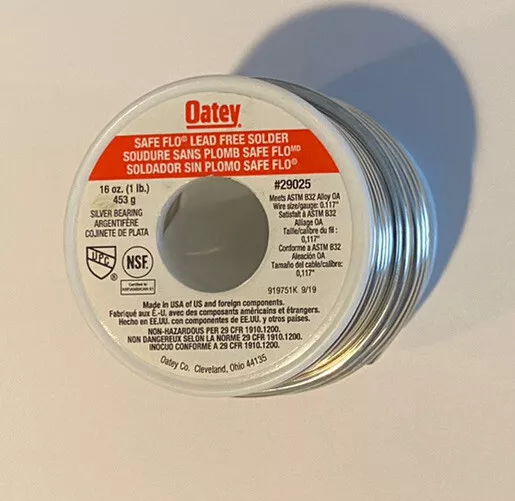 Oatey®
SAFE FLO® LEAD FREE SOLDER
SOUDURE SANS PLOMB SAFE FLO MD
SOLDADOR SIN PLOMO SAFE FLO®
16 oz. (1 lb.)
453 g
SILVER BEARING
ARGENTIFÈRE
COJINETE DE PLATA
UPC
®
NSF®
Certified to
NSF/ANSI/CAN 61
#29025
Meets ASTM B32 Alloy OA
Wire size/gauge: 0.117"
Satisfait à ASTM B32
Alliage OA
Taille/calibre du fil :
0,117"
Conforme a ASTM B32
Aleación OA
Tamaño del cable/calibre:
0,117"
919751K 9/19
Made in USA of US and foreign components.
Fabriqué aux É.-U. avec des composants américains et étrangers.
Hecho en EE.UU. con componentes de EE.UU. y otros países.
NON-HAZARDOUS PER 29 CFR 1910.1200.
NON DANGEREUX SELON LA NORME 29 CFR 1910.1200.
INOCUO CONFORME A 29 CFR 1910.1200.
Oatey Co. Cleveland, Ohio 44135